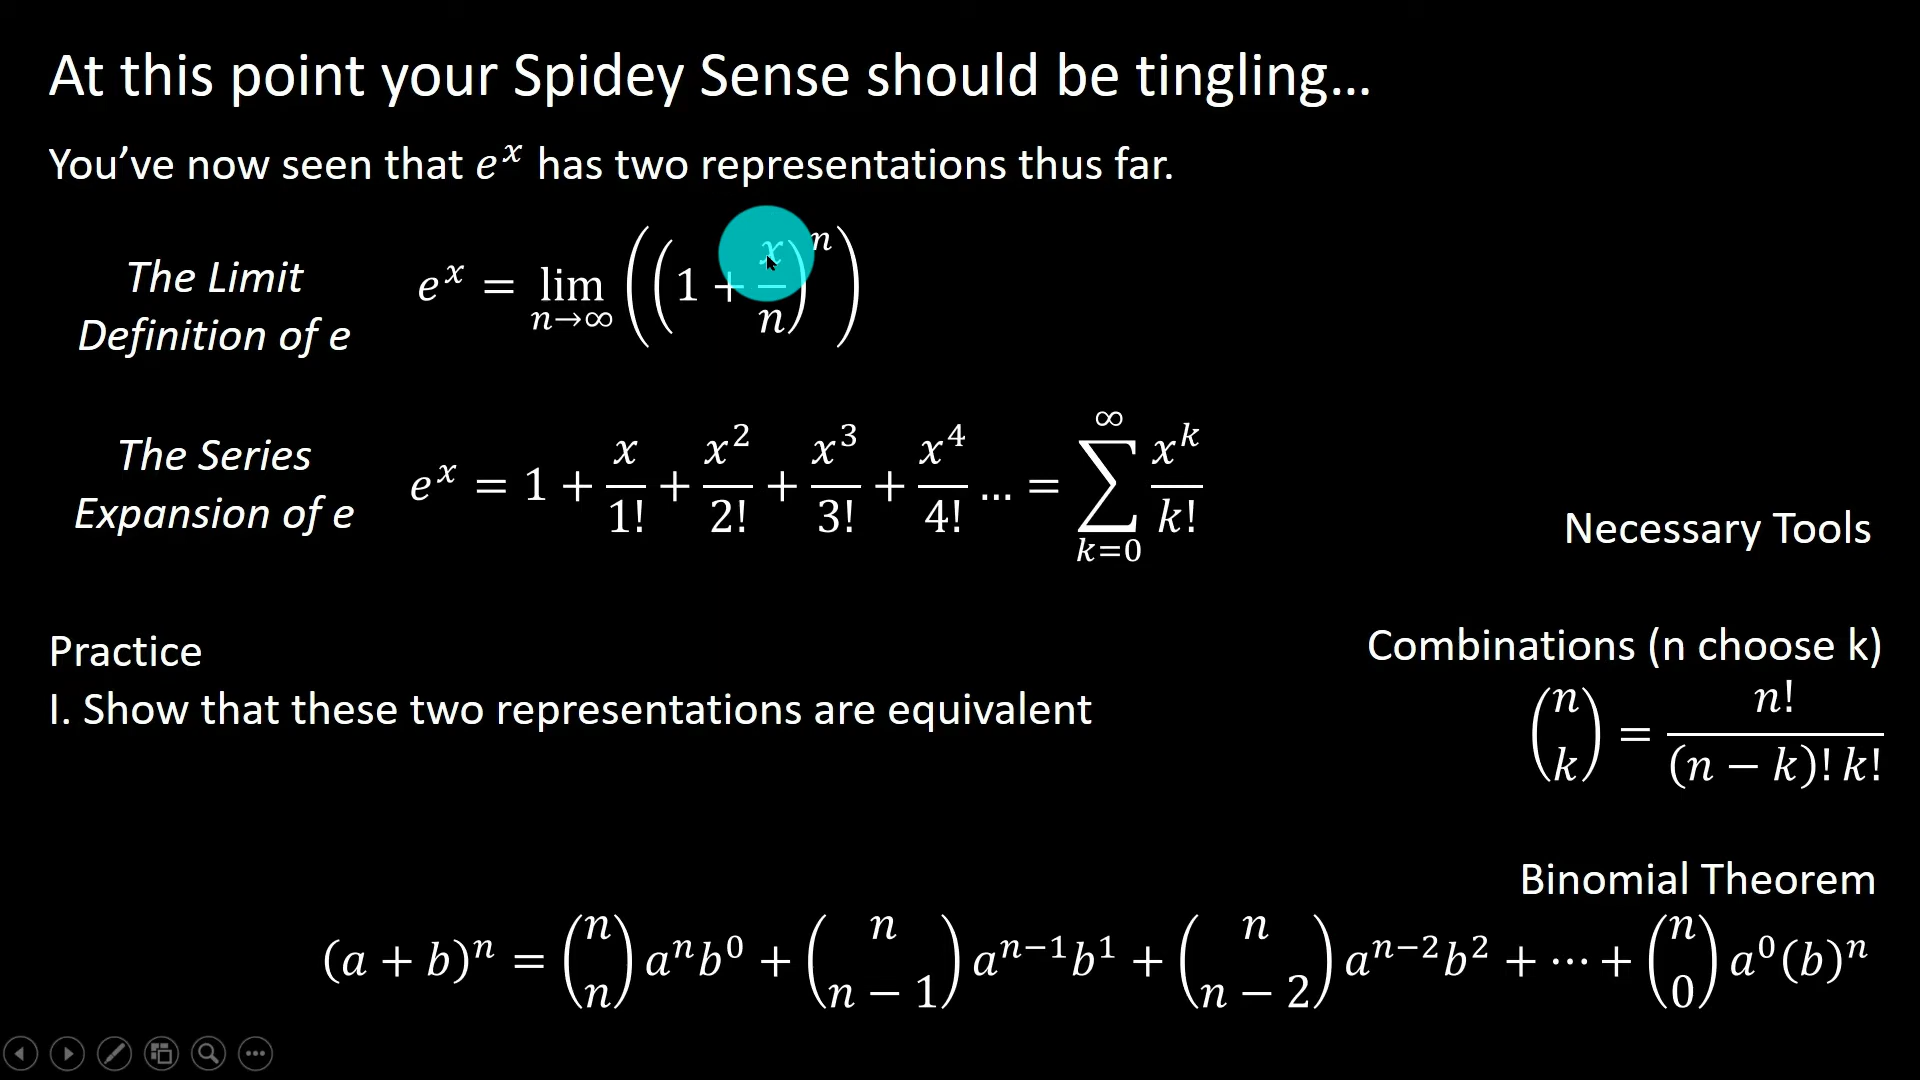 At this point your Spidey Sense should be tingling...
You’ve now seen that e^x has two representations thus far.
The Limit Definition of e
e^x = lim_{n→∞} ((1 + x/n)^n)
The Series Expansion of e
e^x = 1 + x/1! + x^2/2! + x^3/3! + x^4/4! ... = ∑_{k=0}^{∞} x^k/k!
Necessary Tools
Practice
I. Show that these two representations are equivalent
Combinations (n choose k)
(n k) = n!/((n − k)! k!)
Binomial Theorem
(a + b)^n = (n n) a^n b^0 + (n n − 1) a^{n−1} b^1 + (n n − 2) a^{n−2} b^2 + ⋯ + (n 0) a^0 (b)^n